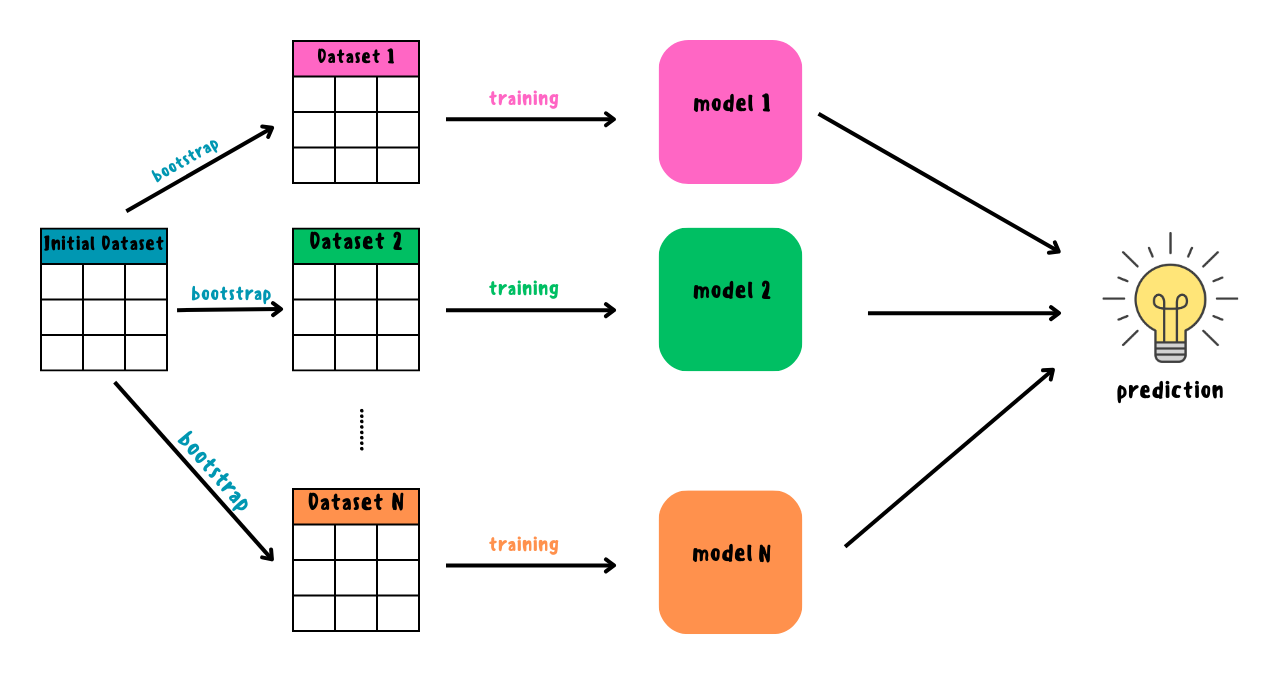 Dataset 1
training
model 1
bootstrap
Initial Dataset
bootstrap
Dataset 2
training
model 2
prediction
bootstrap
Dataset N
training
model N